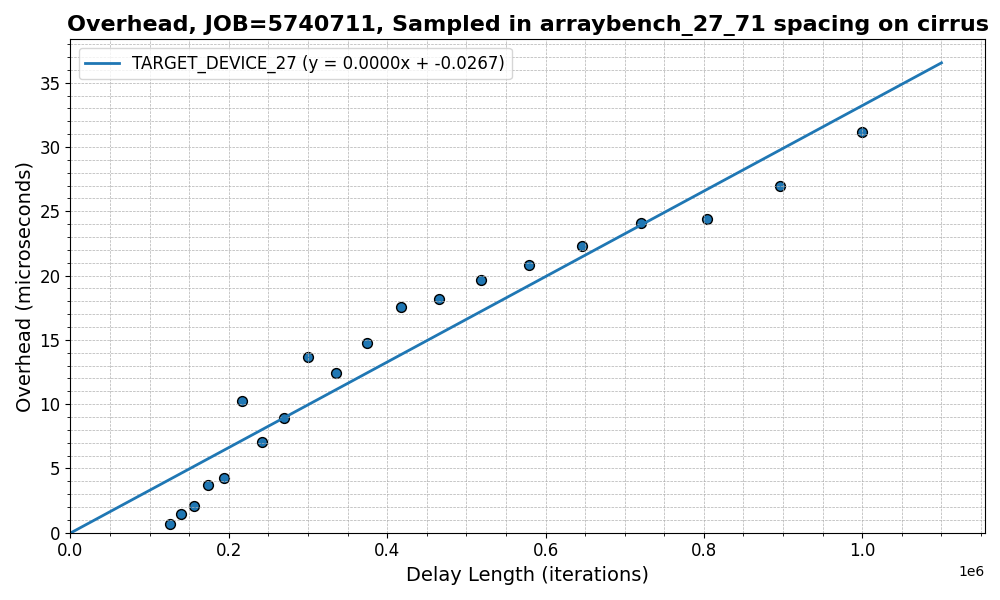 Overhead, JOB=5740711, Sampled in arraybench_27_71 spacing on cirrus
TARGET_DEVICE_27 (y = 0.0000x + -0.0267)
Overhead (microseconds)
35
30
25
20
15
10
5
0
0.0 0.2 0.4 0.6 0.8 1.0
1e6
Delay Length (iterations)